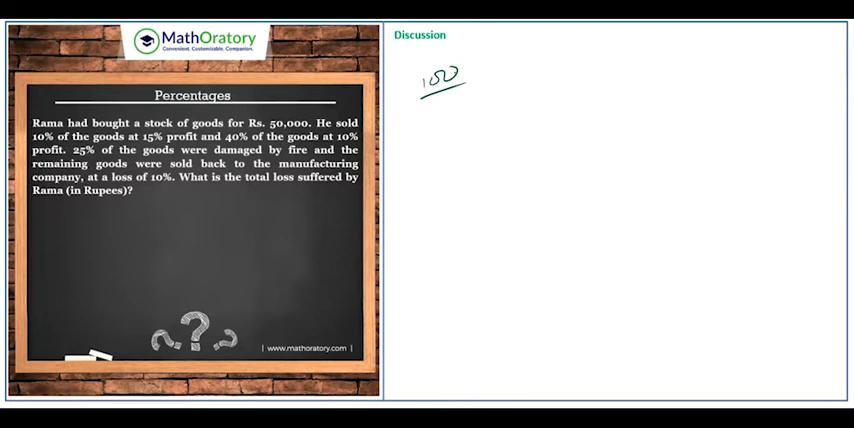 MathOratory
Convenient. Customizable. Companion.
Discussion
100
Percentages
Rama had bought a stock of goods for Rs. 50,000. He sold
10% of the goods at 15% profit and 40% of the goods at 10%
profit. 25% of the goods were damaged by fire and the
remaining goods were sold back to the manufacturing
company, at a loss of 10%. What is the total loss suffered by
Rama (in Rupees)?
| www.mathoratory.com |